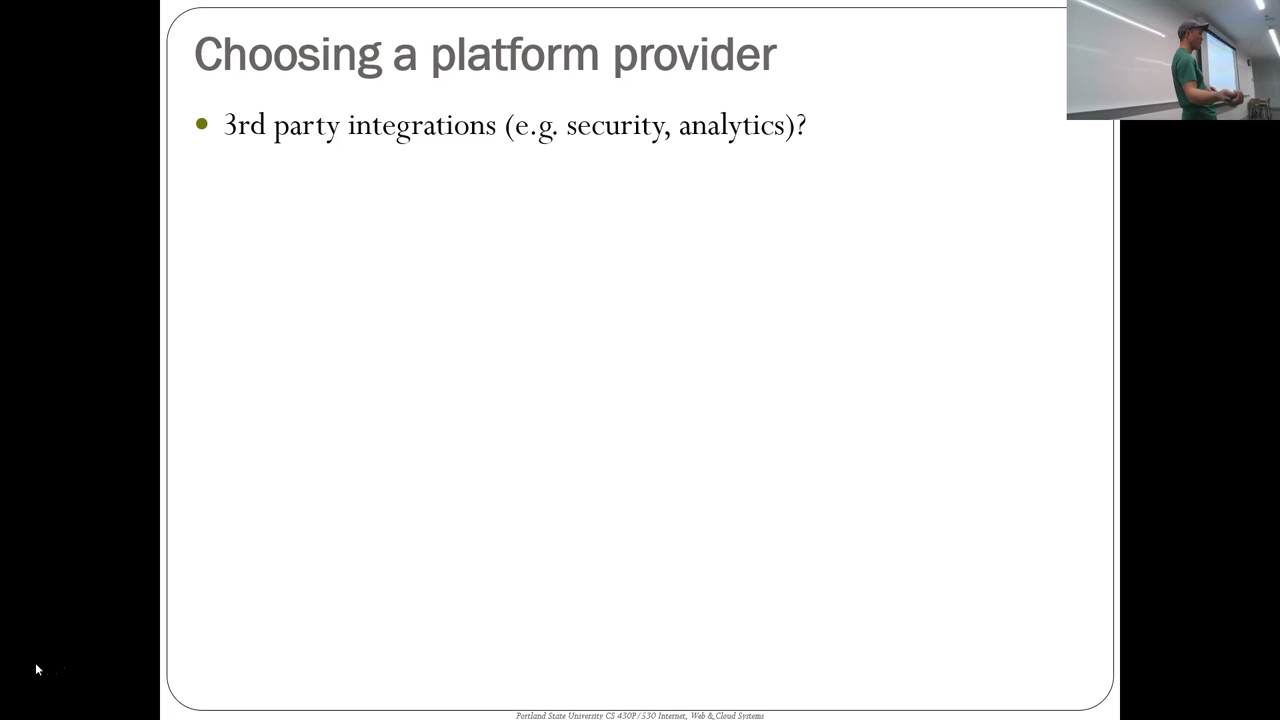 Choosing a platform provider
3rd party integrations (e.g. security, analytics)?
Portland State University CS 430P/530 Internet, Web & Cloud Systems